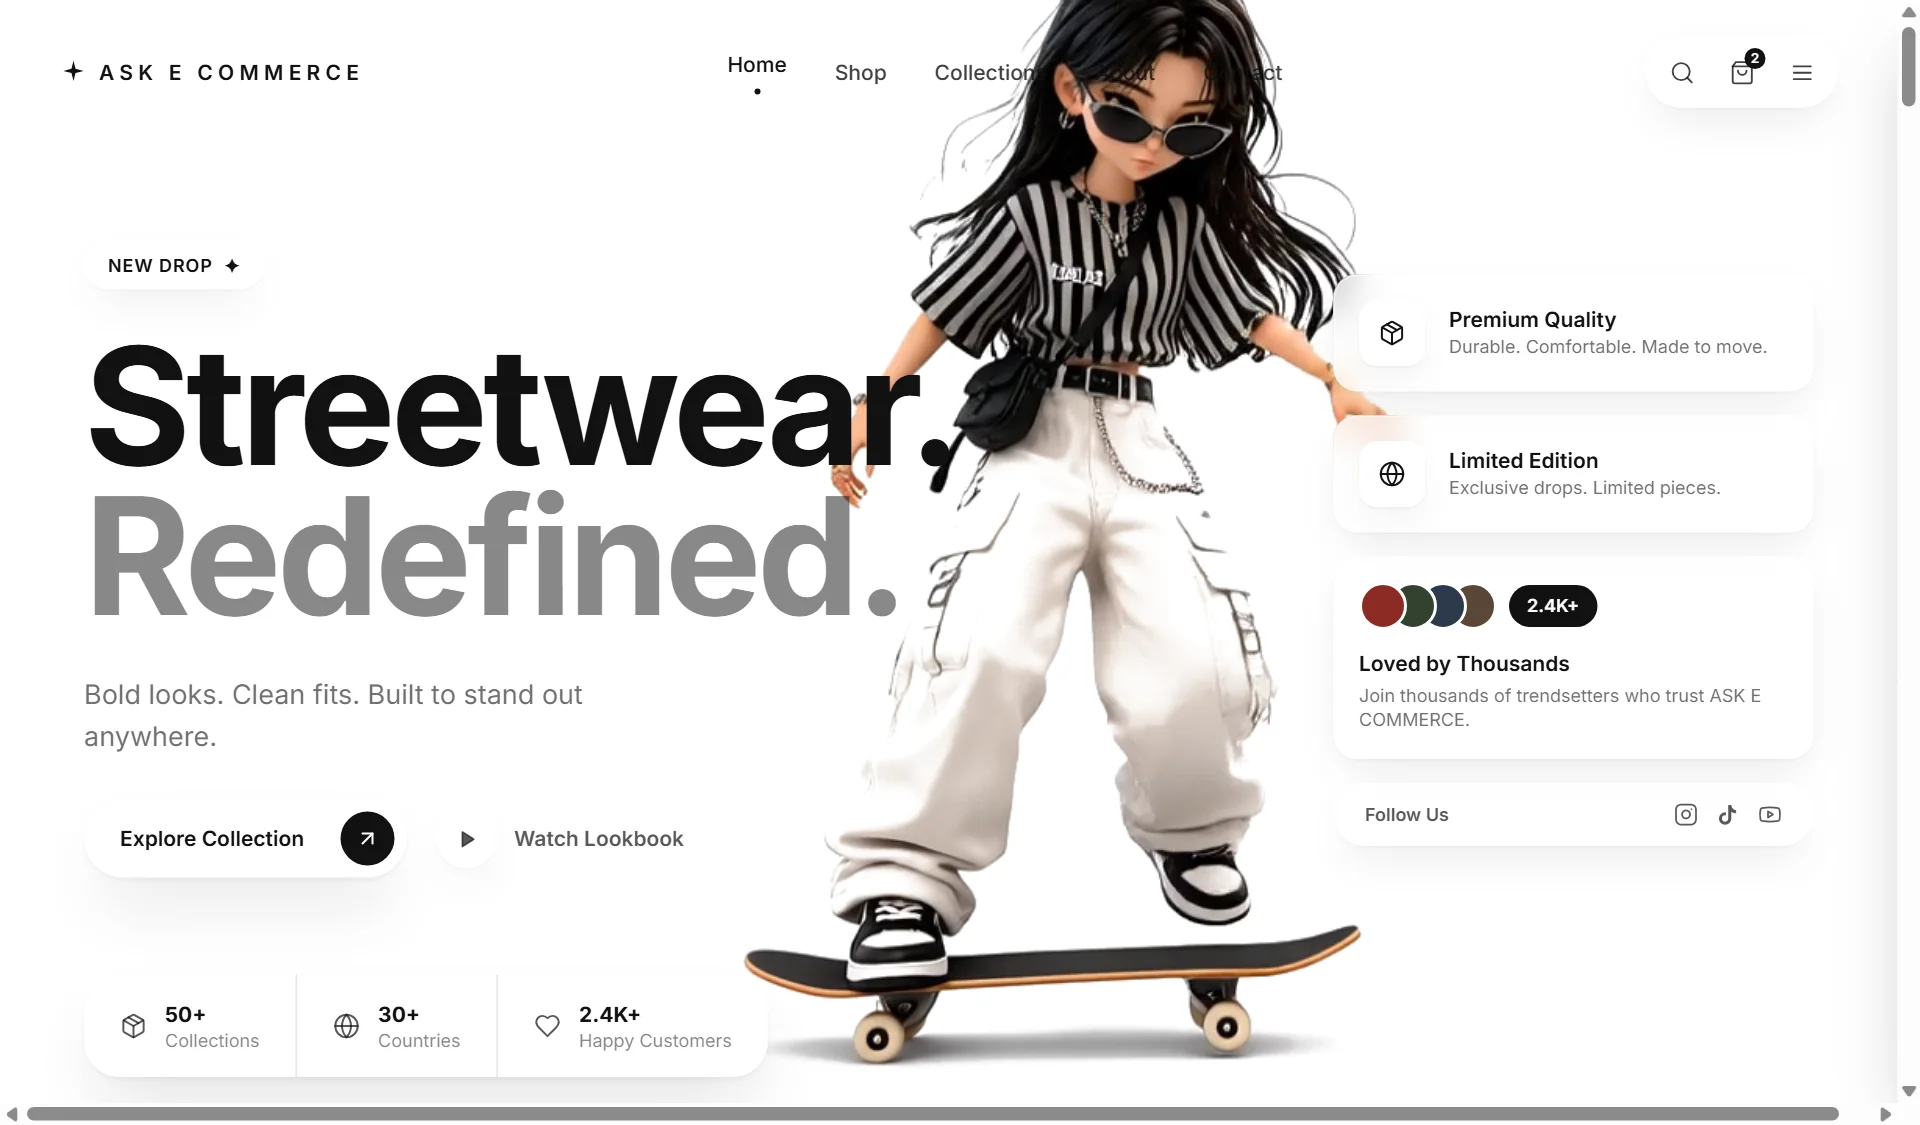 ASK E COMMERCE
Home
Shop
Collections
About
Contact
2
NEW DROP
Streetwear.
Redefined.
Bold looks. Clean fits. Built to stand out
anywhere.
Explore Collection
Watch Lookbook
50+
Collections
30+
Countries
2.4K+
Happy Customers
Premium Quality
Durable. Comfortable. Made to move.
Limited Edition
Exclusive drops. Limited pieces.
2.4K+
Loved by Thousands
Join thousands of trendsetters who trust ASK E
COMMERCE.
Follow Us